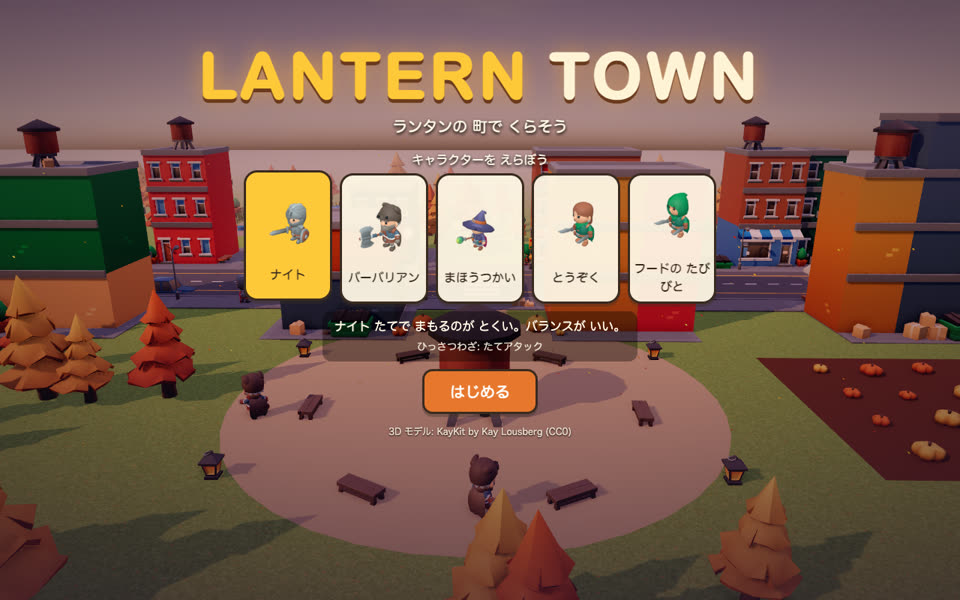 LANTERN TOWN
ランタンの 町で くらそう
キャラクターを えらぼう
ナイト
バーバリアン
まほうつかい
とうぞく
フードの たび
びと
ナイト たてで まもるのが とくい。バランスが いい。
ひっさつわざ: たてアタック
はじめる
3D モデル: KayKit by Kay Lousberg (CC0)